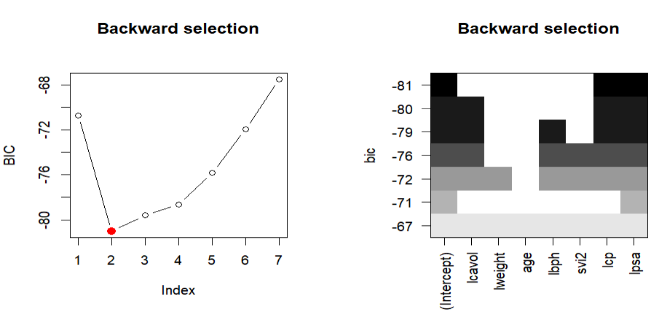 Backward selection
BIC
-68
-72
-76
-80
1 2 3 4 5 6 7
Index
Backward selection
bic
-81
-80
-79
-76
-72
-71
-67
(Intercept)
lcavol
lweight
age
lbph
svi2
lcp
lpsa